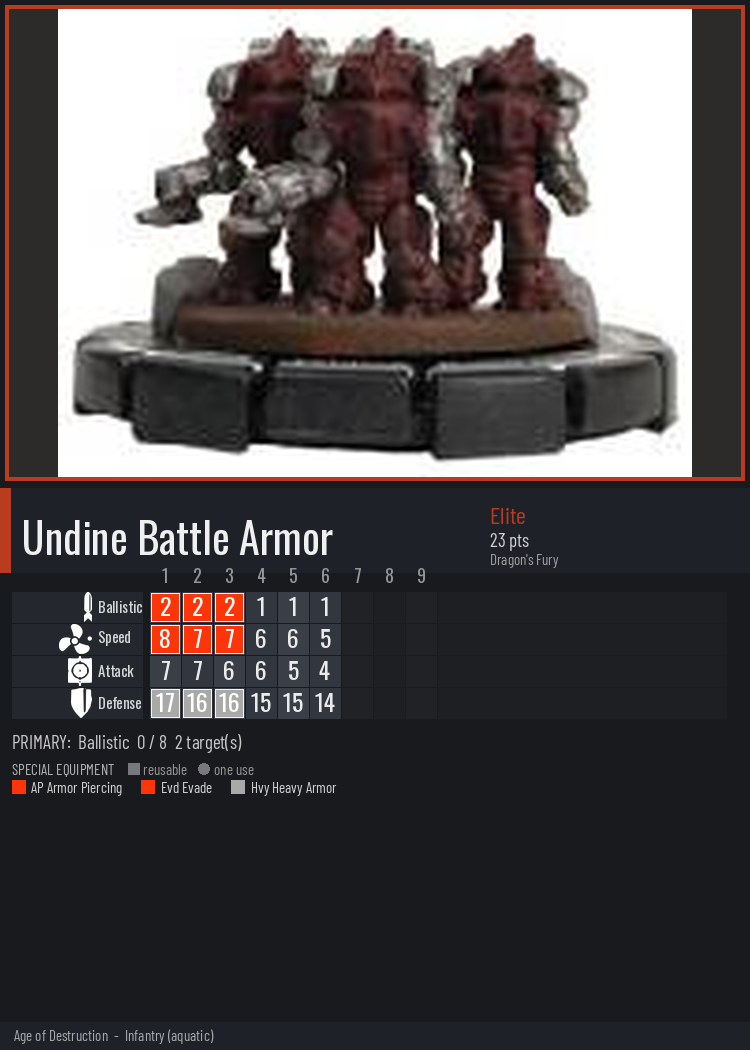 Undine Battle Armor
Elite
23 pts
Dragon's Fury
1 2 3 4 5 6 7 8 9
Ballistic 2 2 2 1 1 1
Speed 8 7 7 6 6 5
Attack 7 7 6 6 5 4
Defense 17 16 16 15 15 14
PRIMARY: Ballistic 0 / 8 2 target(s)
SPECIAL EQUIPMENT reusable one use
AP Armor Piercing Evd Evade Hvy Heavy Armor
Age of Destruction - Infantry (aquatic)